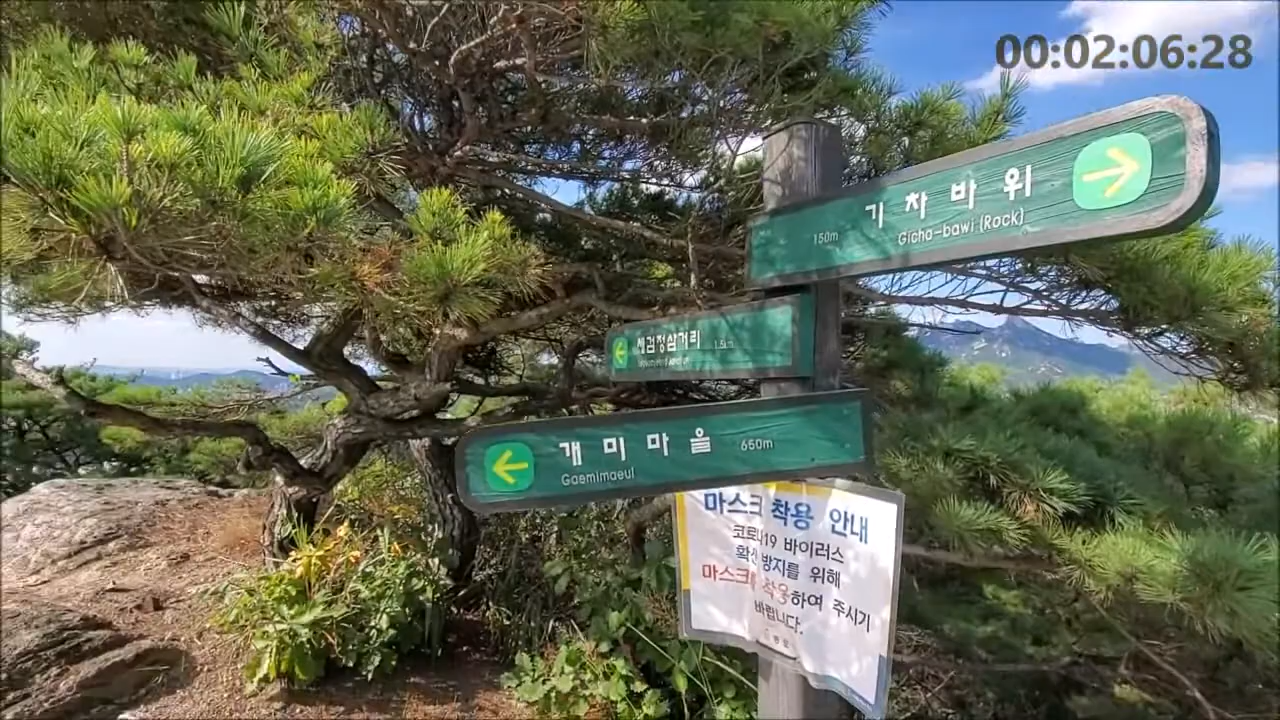 00:02:06:28
기차바위
150m
Gicha-bawi (Rock)
세검정삼거리
1.5km
개미마을
650m
Gaemimaeul
마스크 착용 안내
코로나19 바이러스
확산방지를 위해
마스크를 착용하여 주시기
바랍니다.